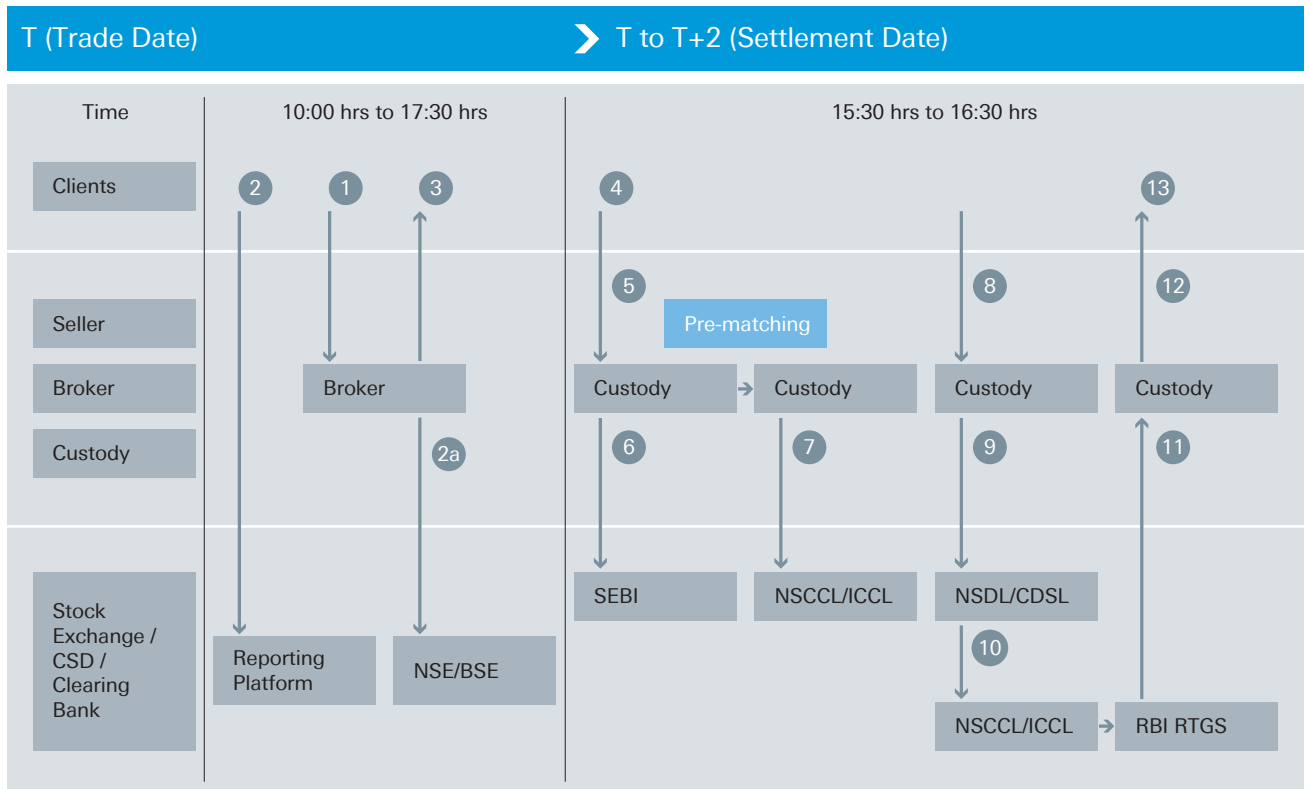 T (Trade Date)
T to T+2 (Settlement Date)
Time
10:00 hrs to 17:30 hrs
15:30 hrs to 16:30 hrs
Clients
2
1
3
4
13
5
8
12
Seller
Pre-matching
Broker
Broker
Custody
Custody
Custody
Custody
Custody
2a
6
7
9
11
Stock
Exchange /
CSD /
Clearing
Bank
SEBI
NSCCL/ICCL
NSDL/CDSL
Reporting
Platform
NSE/BSE
10
NSCCL/ICCL
RBI RTGS